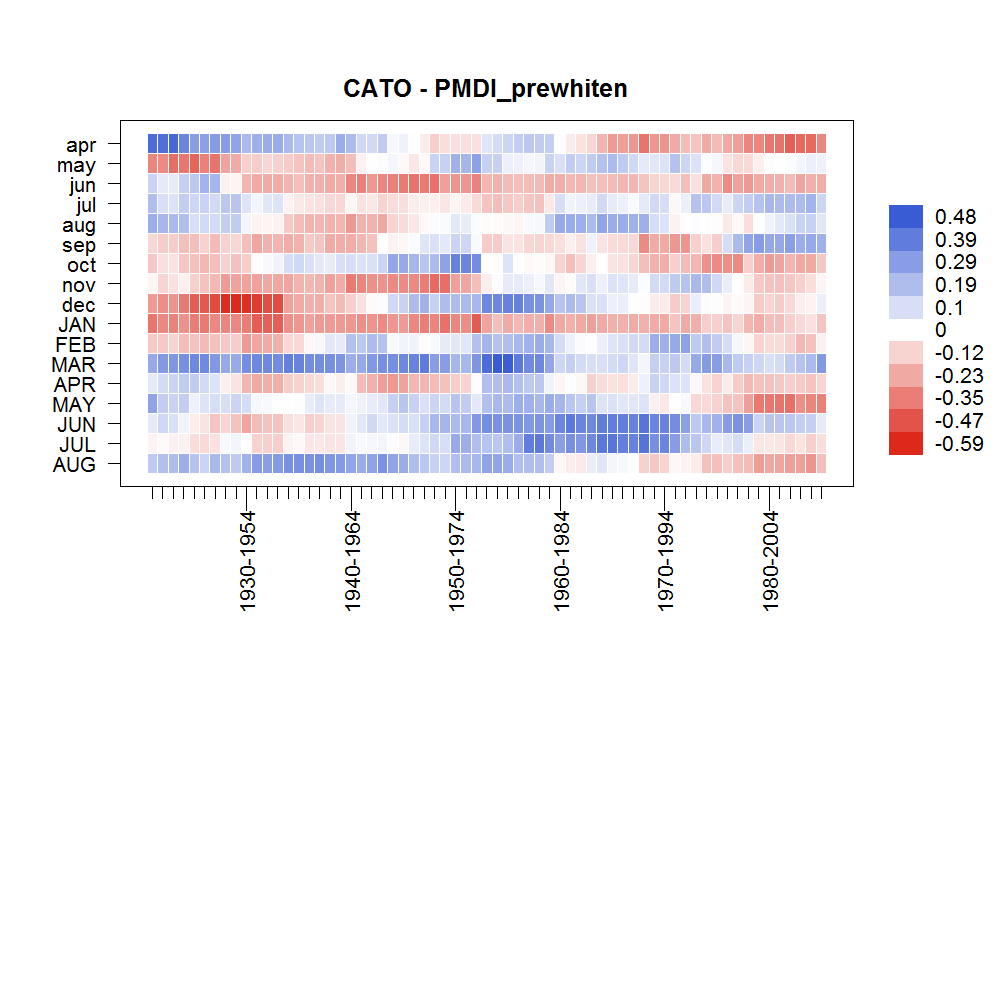 CATO - PMDI_prewhiten
apr
may
jun
jul
aug
sep
oct
nov
dec
JAN
FEB
MAR
APR
MAY
JUN
JUL
AUG
1930-1954
1940-1964
1950-1974
1960-1984
1970-1994
1980-2004
0.48
0.39
0.29
0.19
0.1
0
-0.12
-0.23
-0.35
-0.47
-0.59